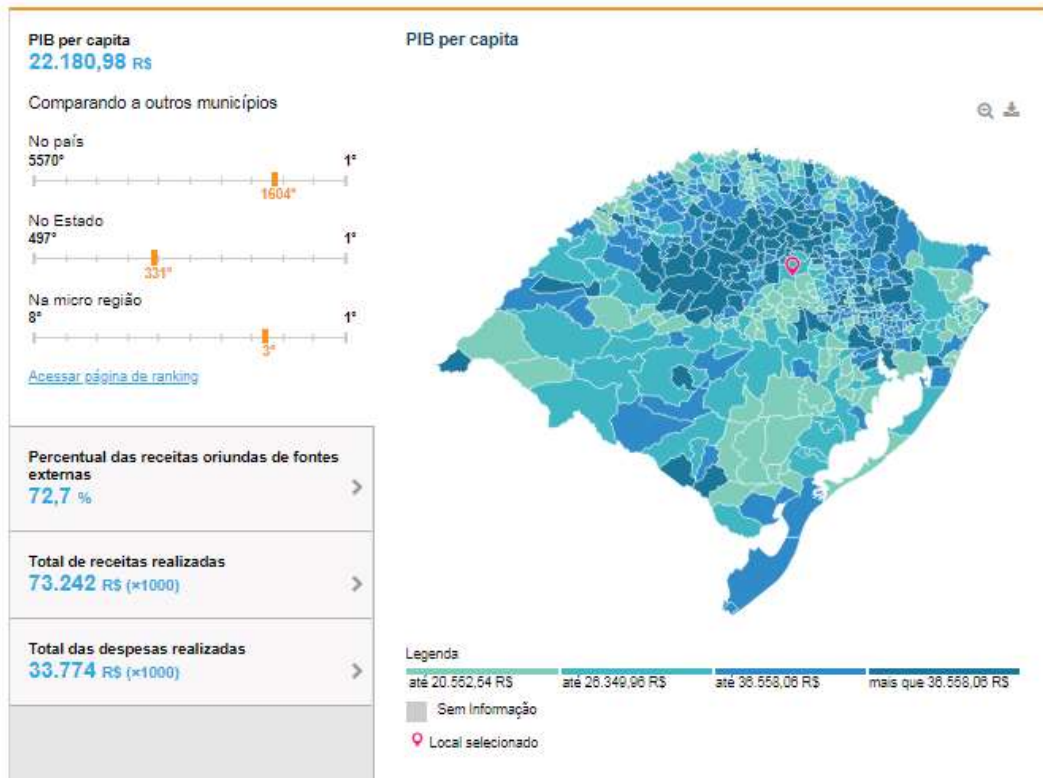 PIB per capita
22.180,98 R$
Comparando a outros municípios
No país
5570° 1°
1604°
No Estado
497° 1°
331°
Na micro região
8° 1°
3°
Acessar página de ranking
Percentual das receitas oriundas de fontes
externas
72,7 %
Total de receitas realizadas
73.242 R$ (×1000)
Total das despesas realizadas
33.774 R$ (×1000)
PIB per capita
Legenda
até 20.552,54 R$ até 26.349,96 R$ até 36.558,06 R$ mais que 36.558,06 R$
Sem Informação
Local selecionado